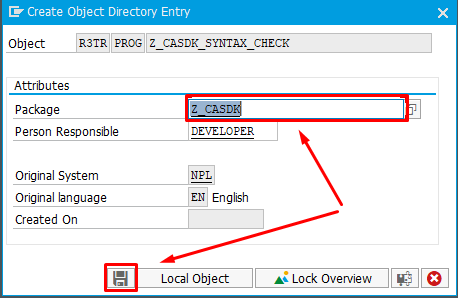 Create Object Directory Entry
Object R3TR PROG Z_CASDK_SYNTAX_CHECK
Attributes
Package Z_CASDK
Person Responsible DEVELOPER
Original System NPL
Original language EN English
Created On
Local Object Lock Overview